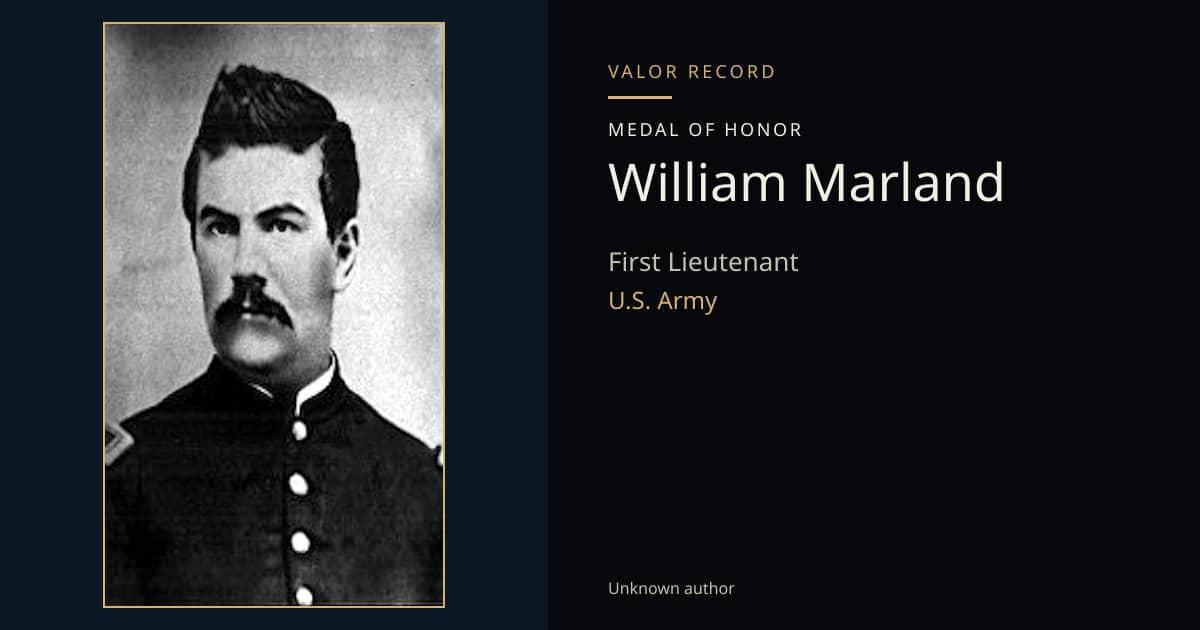 VALOR RECORD
MEDAL OF HONOR
William Marland
First Lieutenant
U.S. Army
Unknown author